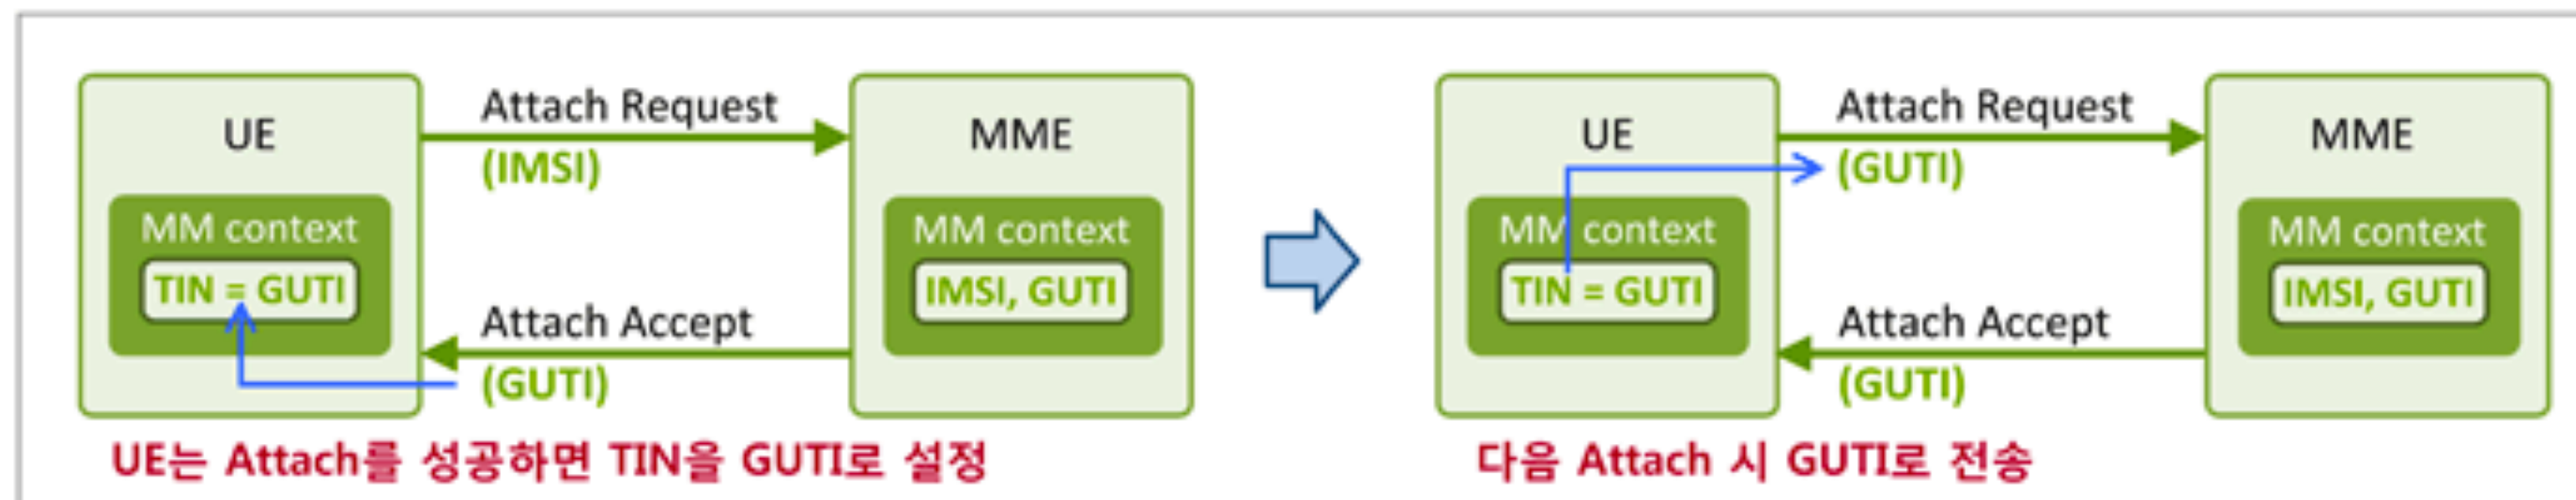 UE
Attach Request
(IMSI)
MME
MM context
TIN = GUTI
MM context
IMSI, GUTI
Attach Accept
(GUTI)
UE는 Attach를 성공하면 TIN을 GUTI로 설정
UE
Attach Request
(GUTI)
MME
MM context
TIN = GUTI
MM context
IMSI, GUTI
Attach Accept
(GUTI)
다음 Attach 시 GUTI로 전송